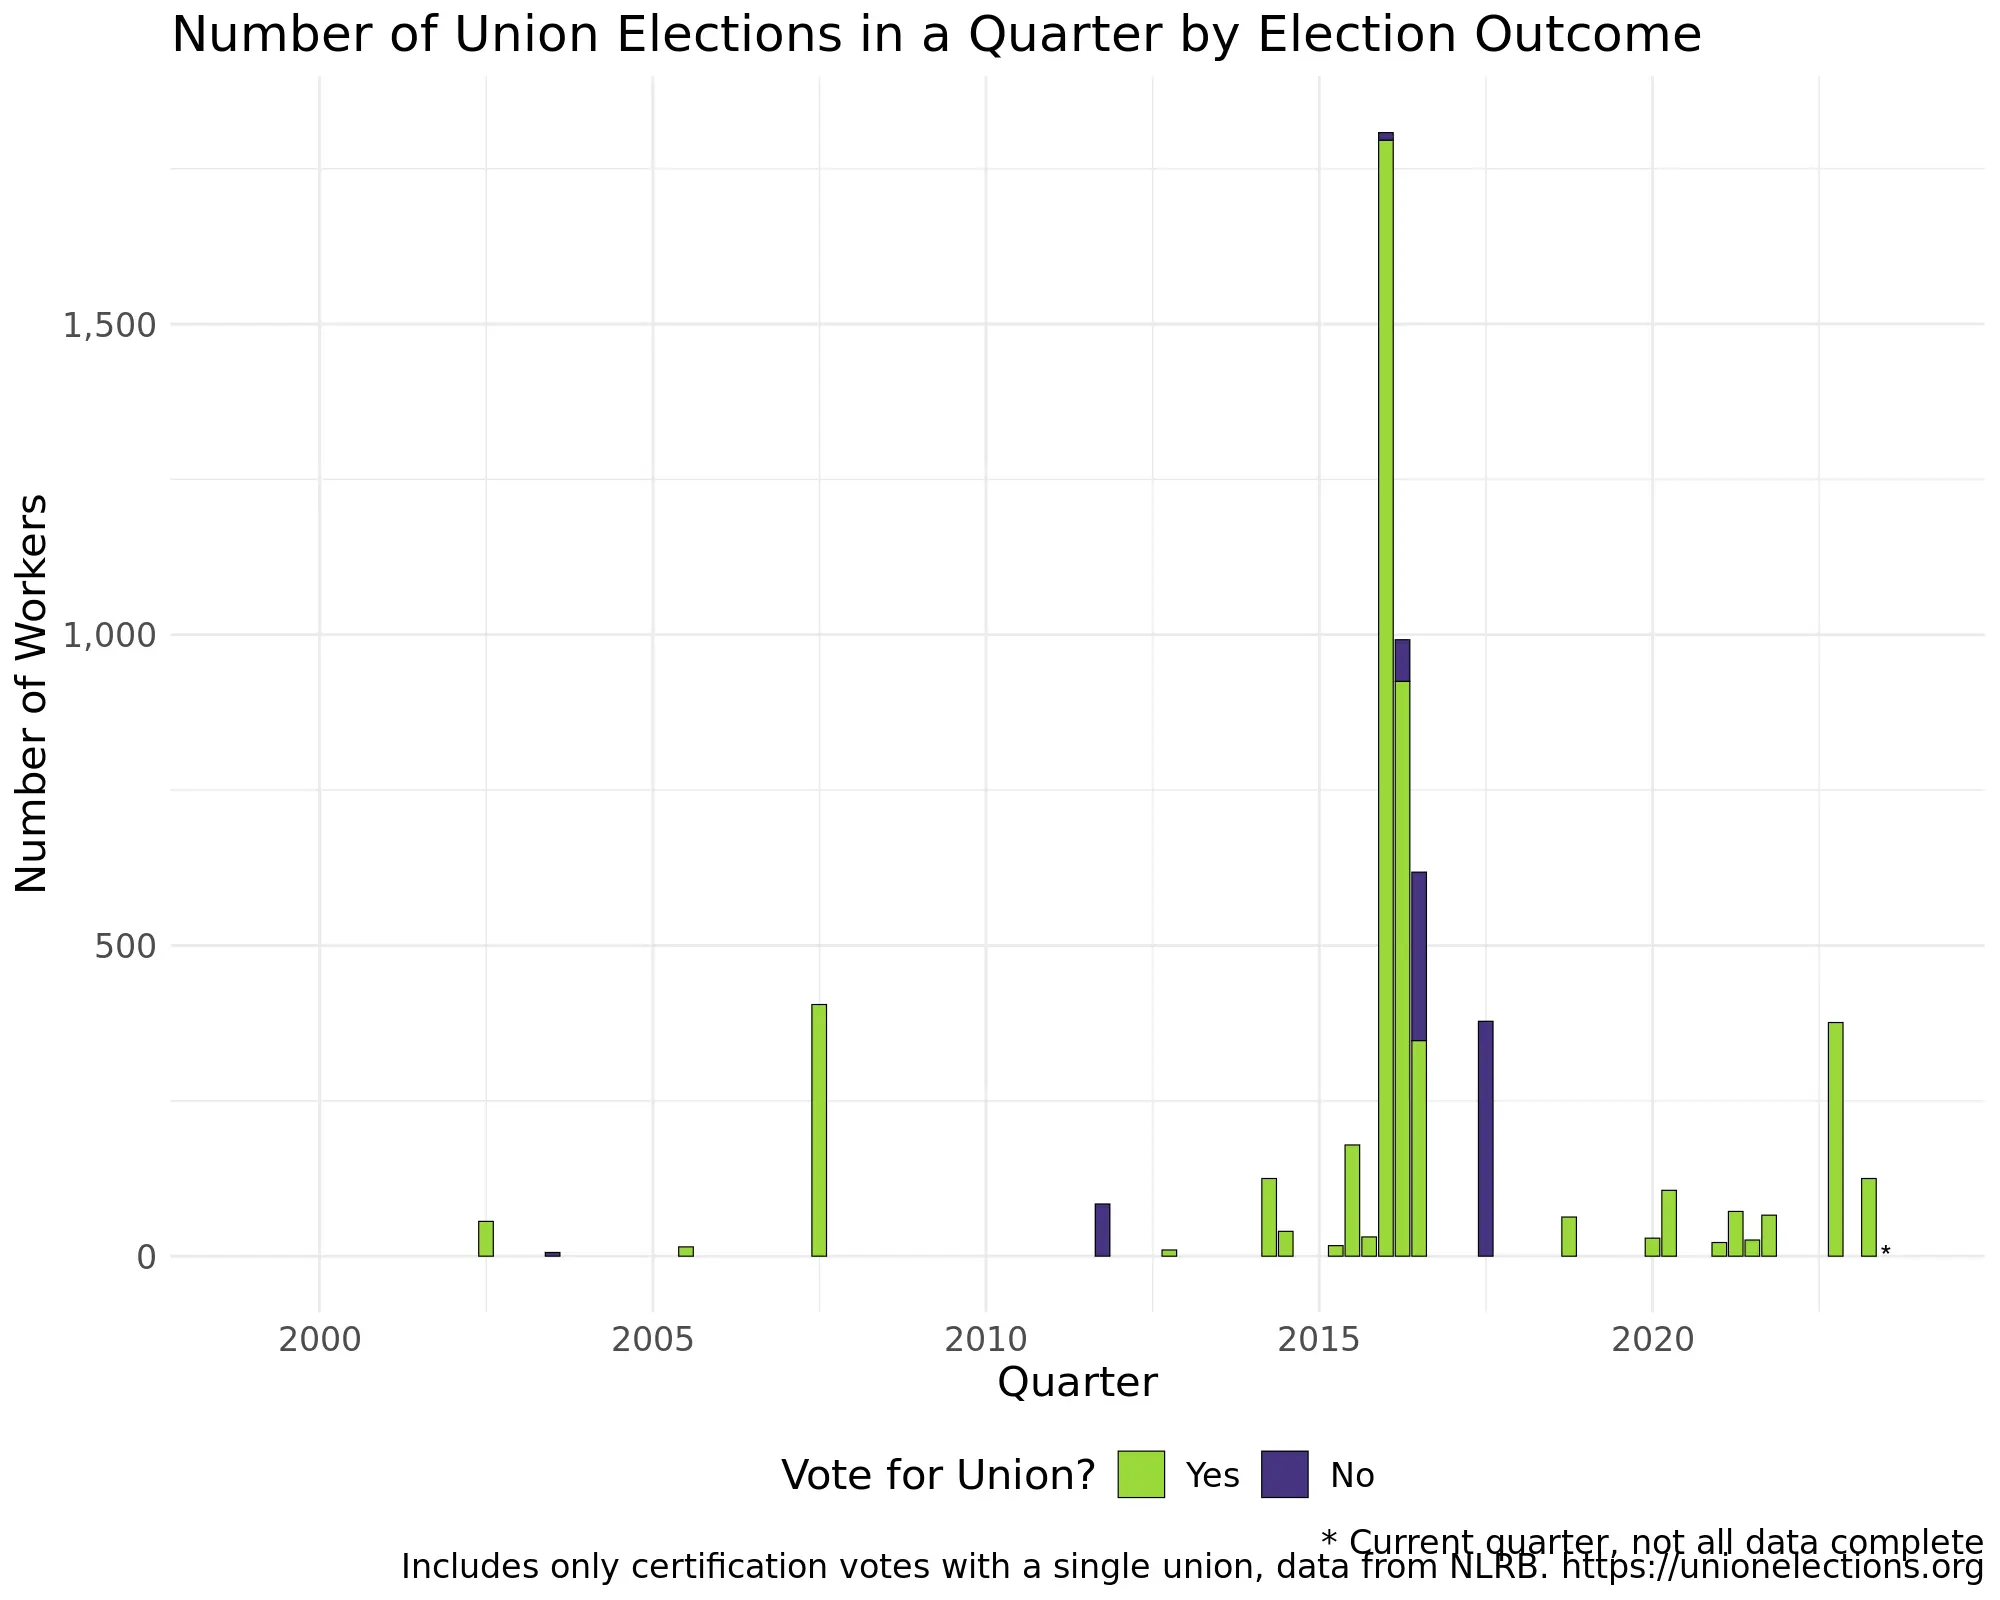 Number of Union Elections in a Quarter by Election Outcome
Number of Workers
1,500
1,000
500
0
*
2000 2005 2010 2015 2020
Quarter
Vote for Union? Yes No
* Current quarter, not all data complete
Includes only certification votes with a single union, data from NLRB. https://unionelections.org